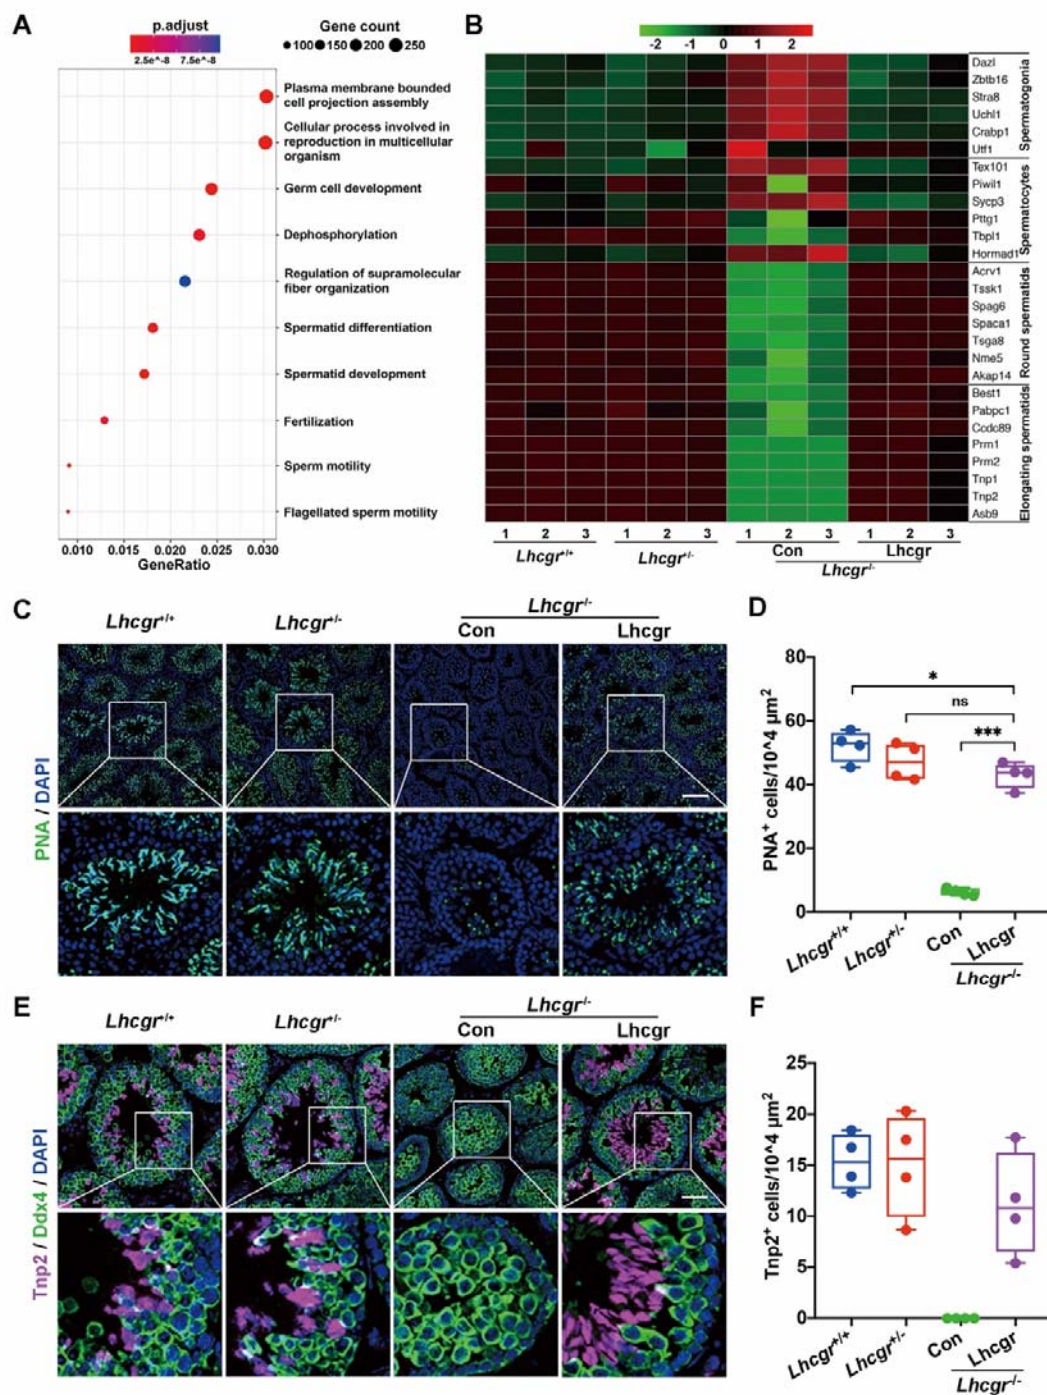 A
p.adjust
2.5e^-8 7.5e^-8
Gene count
100 150 200 250
Plasma membrane bounded
cell projection assembly
Cellular process involved in
reproduction in multicellular
organism
Germ cell development
Dephosphorylation
Regulation of supramolecular
fiber organization
Spermatid differentiation
Spermatid development
Fertilization
Sperm motility
Flagellated sperm motility
0.010 0.015 0.020 0.025 0.030
GeneRatio
B
-2 -1 0 1 2
Dazl
Zbtb16
Stra8
Uchl1
Crabp1
Utf1
Tex101
Piwil1
Sycp3
Pttg1
Tbpl1
Hormad1
Acrv1
Tssk1
Spag6
Spaca1
Tsga8
Nme5
Akap14
Best1
Pabpc1
Ccdc89
Prm1
Prm2
Tnp1
Tnp2
Asb9
Spermatogonia
Spermatocytes
Round spermatids
Elongating spermatids
1 2 3 1 2 3 1 2 3 1 2 3
Lhcgr+/+ Lhcgr+/- Con Lhcgr
Lhcgr-/-
C
Lhcgr+/+ Lhcgr+/- Lhcgr-/-
Con Lhcgr
PNA / DAPI
D
PNA+ cells/10^4 µm2
80
60
40
20
0
*
ns
***
Lhcgr+/+ Lhcgr+/- Con Lhcgr
Lhcgr-/-
E
Lhcgr+/+ Lhcgr+/- Lhcgr-/-
Con Lhcgr
Tnp2 / Ddx4 / DAPI
F
Tnp2+ cells/10^4 µm2
25
20
15
10
5
0
Lhcgr+/+ Lhcgr+/- Con Lhcgr
Lhcgr-/-